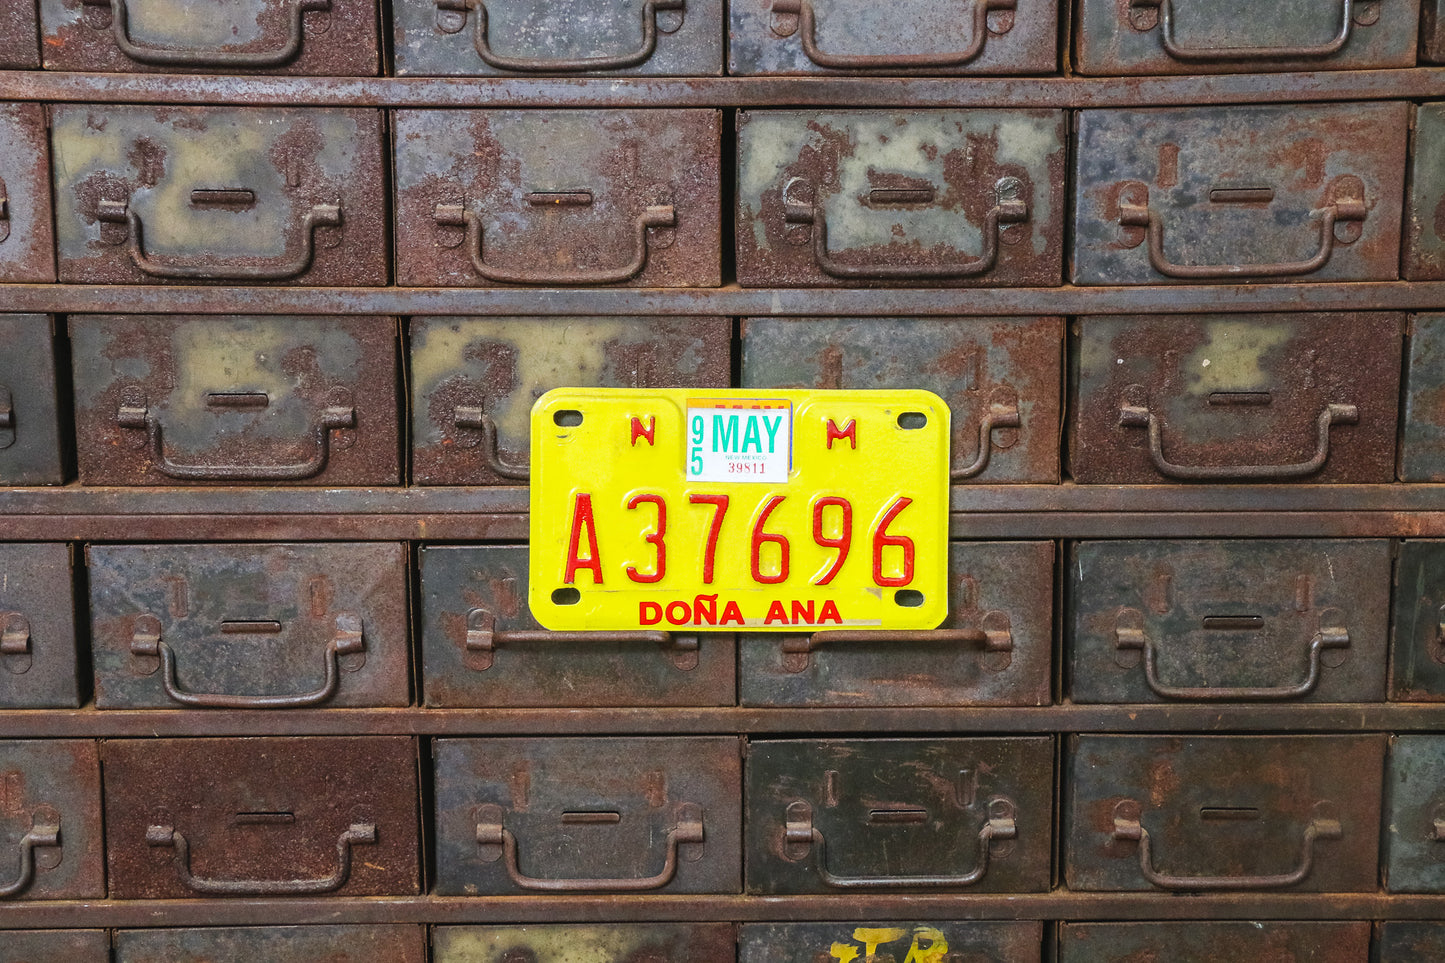 N M
95 MAY
NEW MEXICO
39811
A37696
DOÑA ANA